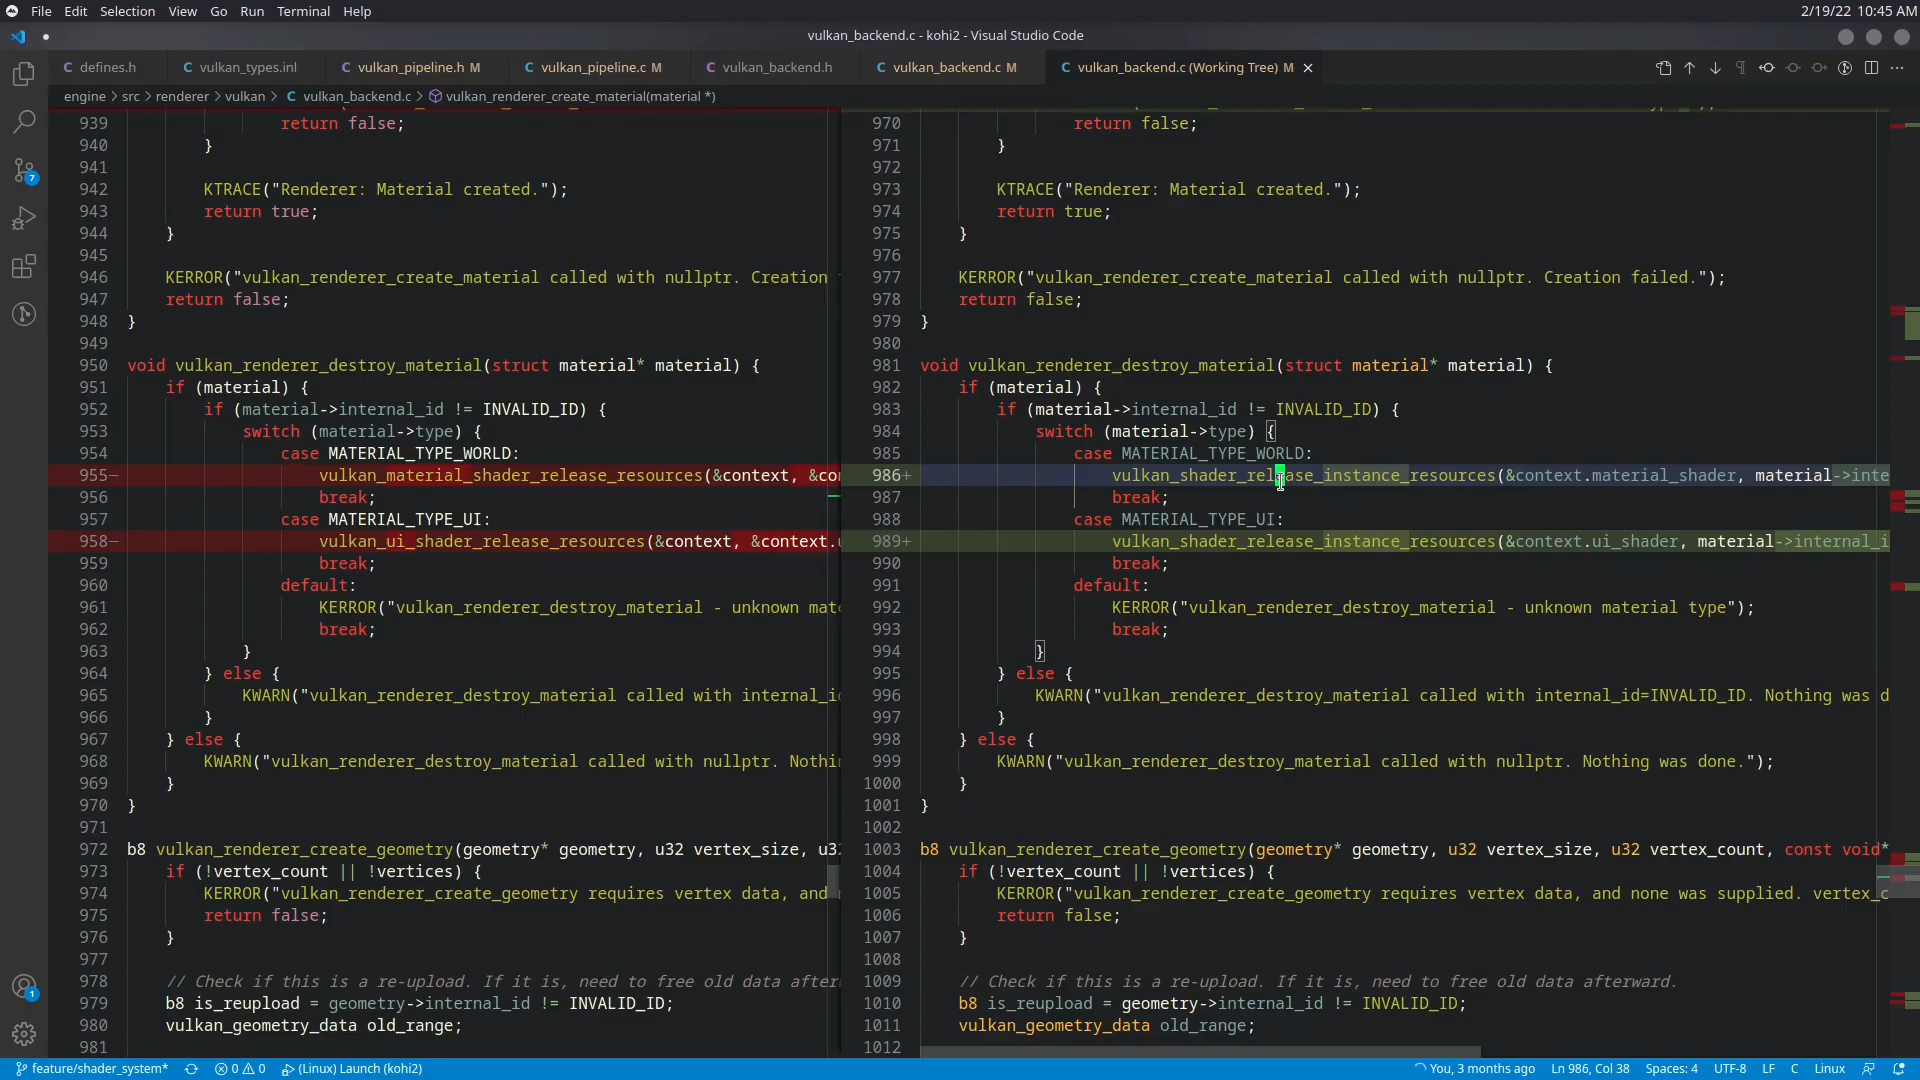 File Edit Selection View Go Run Terminal Help 2/19/22 10:45 AM
vulkan_backend.c - kohi2 - Visual Studio Code
defines.h vulkan_types.inl vulkan_pipeline.h M vulkan_pipeline.c M vulkan_backend.h vulkan_backend.c M vulkan_backend.c (Working Tree) M
engine > src > renderer > vulkan > C vulkan_backend.c > vulkan_renderer_create_material(material *)
939 return false;
940 }
941
942 KTRACE("Renderer: Material created.");
943 return true;
944 }
945
946 KERROR("vulkan_renderer_create_material called with nullptr. Creation
947 return false;
948 }
949
950 void vulkan_renderer_destroy_material(struct material* material) {
951 if (material) {
952 if (material->internal_id != INVALID_ID) {
953 switch (material->type) {
954 case MATERIAL_TYPE_WORLD:
955- vulkan_material_shader_release_resources(&context, &co
956 break;
957 case MATERIAL_TYPE_UI:
958- vulkan_ui_shader_release_resources(&context, &context.
959 break;
960 default:
961 KERROR("vulkan_renderer_destroy_material - unknown mat
962 break;
963 }
964 } else {
965 KWARN("vulkan_renderer_destroy_material called with internal_i
966 }
967 } else {
968 KWARN("vulkan_renderer_destroy_material called with nullptr. Nothi
969 }
970 }
971
972 b8 vulkan_renderer_create_geometry(geometry* geometry, u32 vertex_size, u3
973 if (!vertex_count || !vertices) {
974 KERROR("vulkan_renderer_create_geometry requires vertex data, and
975 return false;
976 }
977
978 // Check if this is a re-upload. If it is, need to free old data after
979 b8 is_reupload = geometry->internal_id != INVALID_ID;
980 vulkan_geometry_data old_range;
981
970 return false;
971 }
972
973 KTRACE("Renderer: Material created.");
974 return true;
975 }
976
977 KERROR("vulkan_renderer_create_material called with nullptr. Creation failed.");
978 return false;
979 }
980
981 void vulkan_renderer_destroy_material(struct material* material) {
982 if (material) {
983 if (material->internal_id != INVALID_ID) {
984 switch (material->type) {
985 case MATERIAL_TYPE_WORLD:
986+ vulkan_shader_release_instance_resources(&context.material_shader, material->inte
987 break;
988 case MATERIAL_TYPE_UI:
989+ vulkan_shader_release_instance_resources(&context.ui_shader, material->internal_i
990 break;
991 default:
992 KERROR("vulkan_renderer_destroy_material - unknown material type");
993 break;
994 }
995 } else {
996 KWARN("vulkan_renderer_destroy_material called with internal_id=INVALID_ID. Nothing was d
997 }
998 } else {
999 KWARN("vulkan_renderer_destroy_material called with nullptr. Nothing was done.");
1000 }
1001 }
1002
1003 b8 vulkan_renderer_create_geometry(geometry* geometry, u32 vertex_size, u32 vertex_count, const void*
1004 if (!vertex_count || !vertices) {
1005 KERROR("vulkan_renderer_create_geometry requires vertex data, and none was supplied. vertex_c
1006 return false;
1007 }
1008
1009 // Check if this is a re-upload. If it is, need to free old data afterward.
1010 b8 is_reupload = geometry->internal_id != INVALID_ID;
1011 vulkan_geometry_data old_range;
1012
7
1
feature/shader_system* 0 0 (Linux) Launch (kohi2) You, 3 months ago Ln 986, Col 38 Spaces: 4 UTF-8 LF C Linux